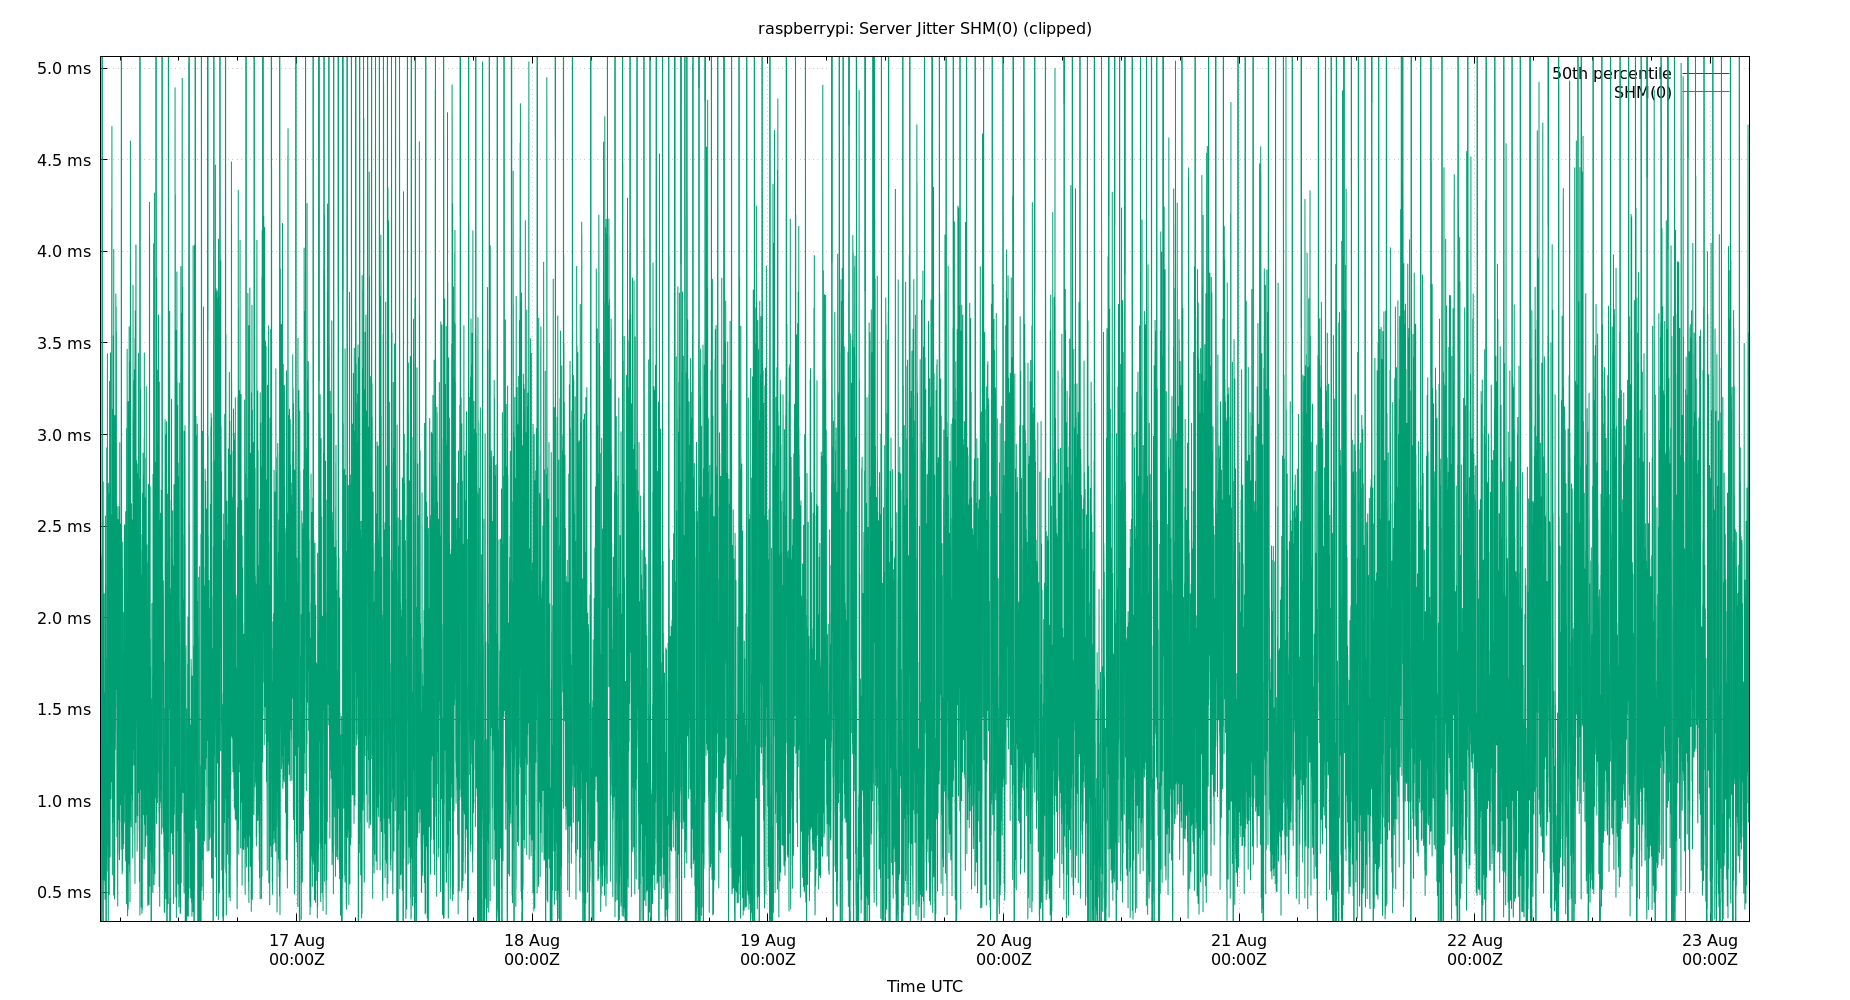 raspberrypi: Server Jitter SHM(0) (clipped)
50th percentile
SHM(0)
5.0 ms
4.5 ms
4.0 ms
3.5 ms
3.0 ms
2.5 ms
2.0 ms
1.5 ms
1.0 ms
0.5 ms
17 Aug 18 Aug 19 Aug 20 Aug 21 Aug 22 Aug 23 Aug
00:00Z 00:00Z 00:00Z 00:00Z 00:00Z 00:00Z 00:00Z
Time UTC